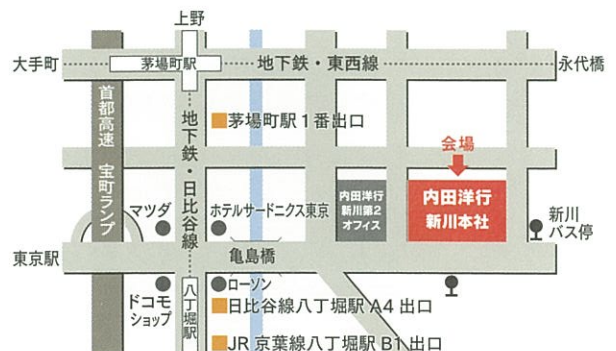 上野
大手町
茅場町駅
地下鉄・東西線
永代橋
首都高速 宝町ランプ
地下鉄・日比谷線
茅場町駅1番出口
会場
マツダ
ホテルサードニクス東京
内田洋行
新川第2
オフィス
内田洋行
新川本社
新川
バス停
東京駅
亀島橋
ドコモ
ショップ
八丁堀駅
ローソン
日比谷線八丁堀駅 A4 出口
JR 京葉線八丁堀駅 B1 出口